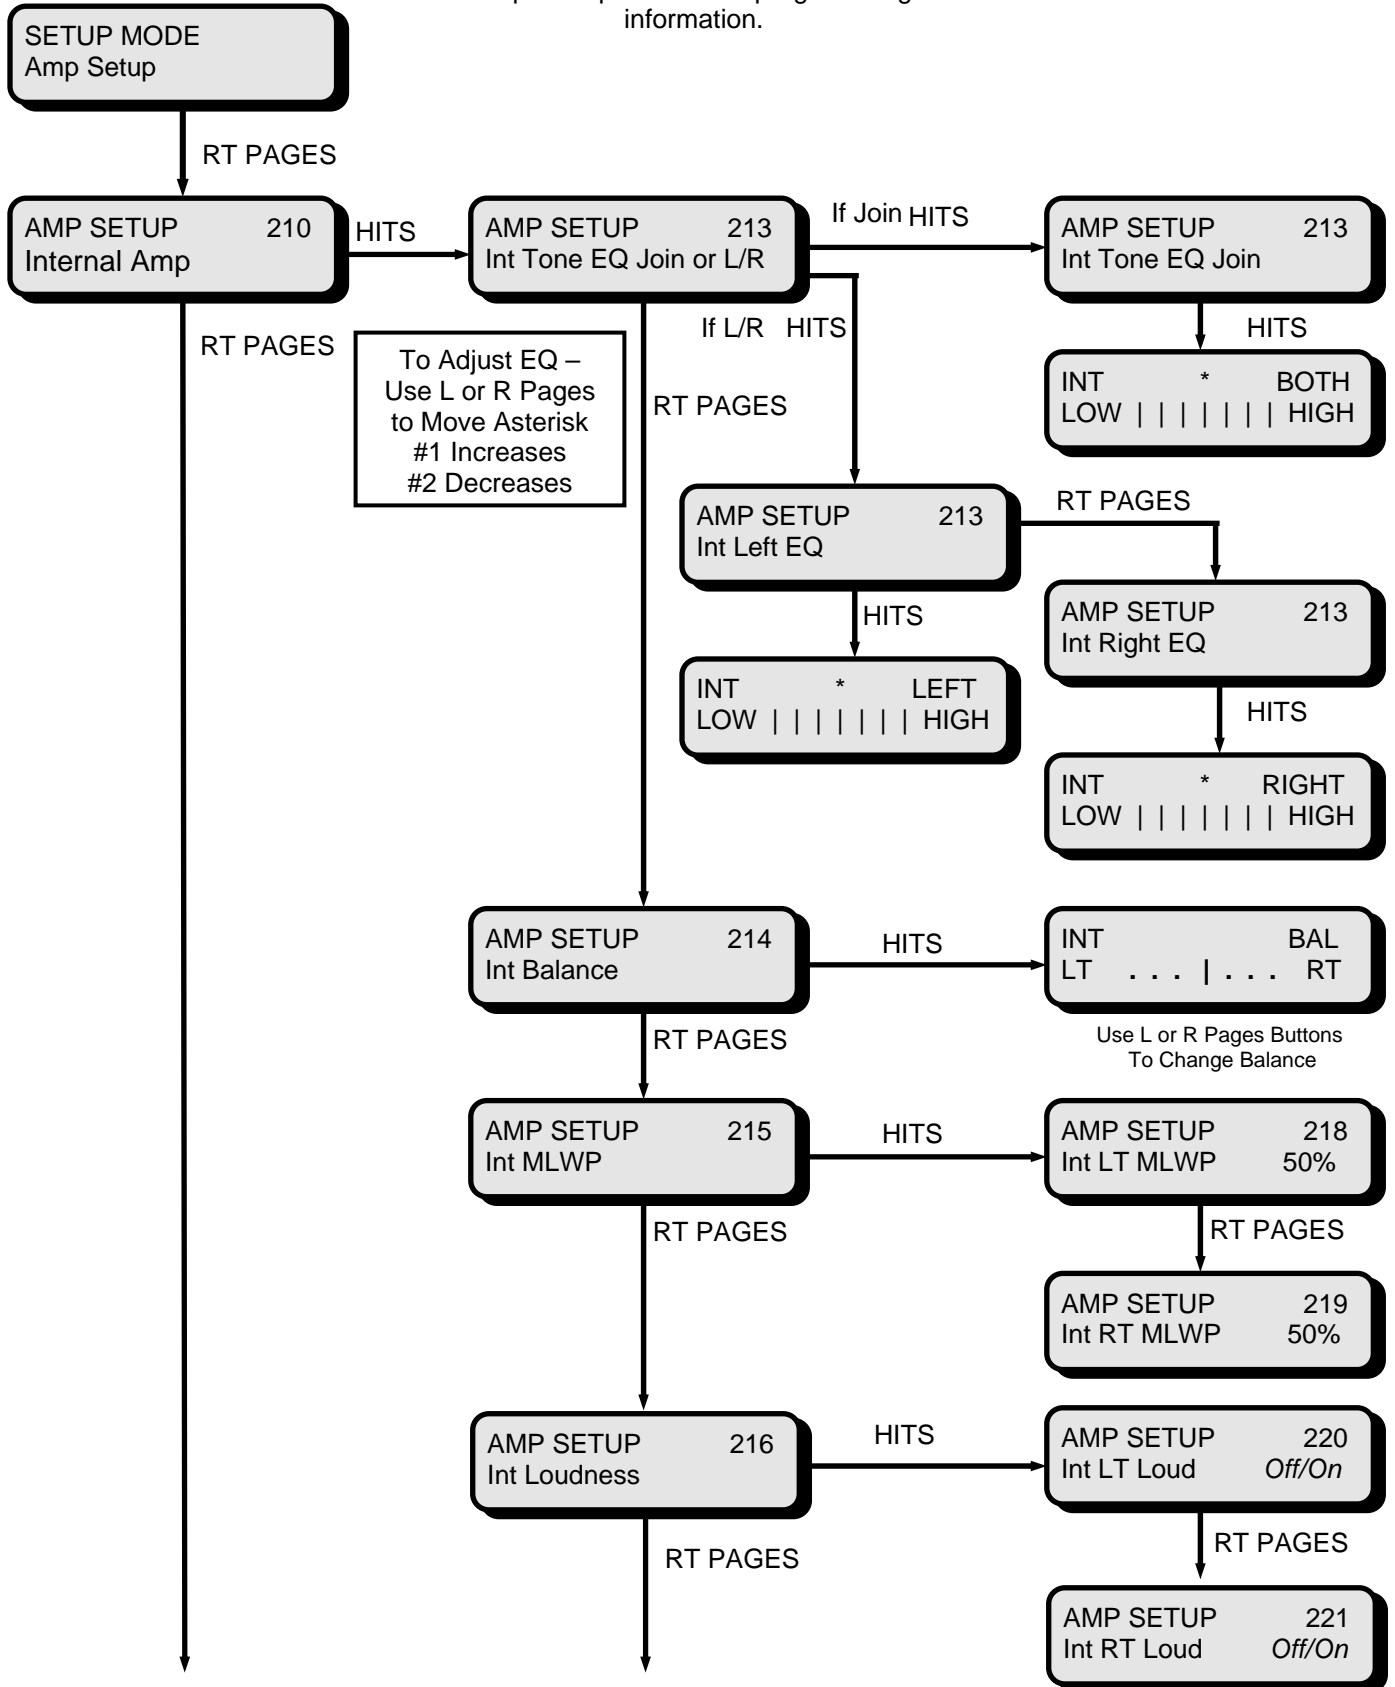 information.
SETUP MODE
Amp Setup
RT PAGES
AMP SETUP 210
Internal Amp
HITS
AMP SETUP 213
Int Tone EQ Join or L/R
If Join HITS
AMP SETUP 213
Int Tone EQ Join
RT PAGES
To Adjust EQ –
Use L or R Pages
to Move Asterisk
#1 Increases
#2 Decreases
If L/R HITS
RT PAGES
HITS
INT * BOTH
LOW | | | | | | | HIGH
AMP SETUP 213
Int Left EQ
RT PAGES
HITS
AMP SETUP 213
Int Right EQ
INT * LEFT
LOW | | | | | | | HIGH
HITS
INT * RIGHT
LOW | | | | | | | HIGH
AMP SETUP 214
Int Balance
HITS
INT BAL
LT . . . | . . . RT
Use L or R Pages Buttons
To Change Balance
RT PAGES
AMP SETUP 215
Int MLWP
HITS
AMP SETUP 218
Int LT MLWP 50%
RT PAGES
RT PAGES
AMP SETUP 219
Int RT MLWP 50%
AMP SETUP 216
Int Loudness
HITS
AMP SETUP 220
Int LT Loud Off/On
RT PAGES
RT PAGES
AMP SETUP 221
Int RT Loud Off/On